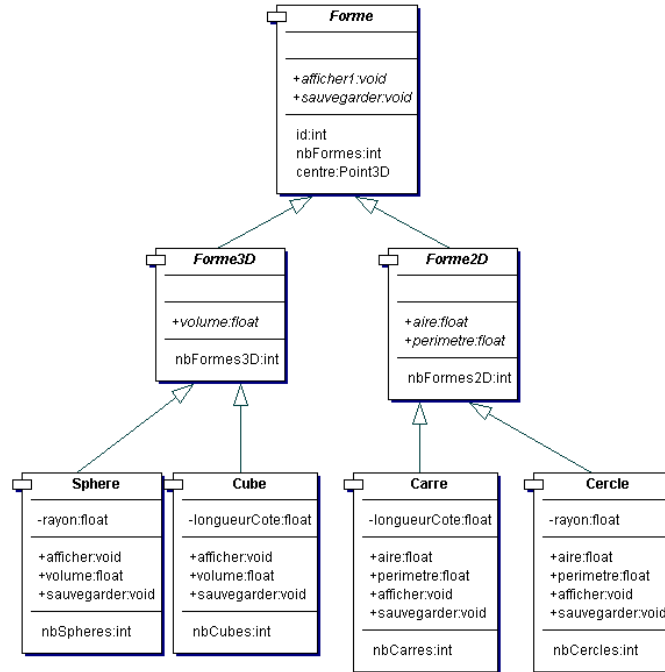 Forme
+afficher1:void
+sauvegarder:void
id:int
nbFormes:int
centre:Point3D
Forme3D
+volume:float
nbFormes3D:int
Forme2D
+aire:float
+perimetre:float
nbFormes2D:int
Sphere
-rayon:float
+afficher:void
+volume:float
+sauvegarder:void
nbSpheres:int
Cube
-longueurCote:float
+afficher:void
+volume:float
+sauvegarder:void
nbCubes:int
Carre
-longueurCote:float
+aire:float
+perimetre:float
+afficher:void
+sauvegarder:void
nbCarres:int
Cercle
-rayon:float
+aire:float
+perimetre:float
+afficher:void
+sauvegarder:void
nbCercles:int